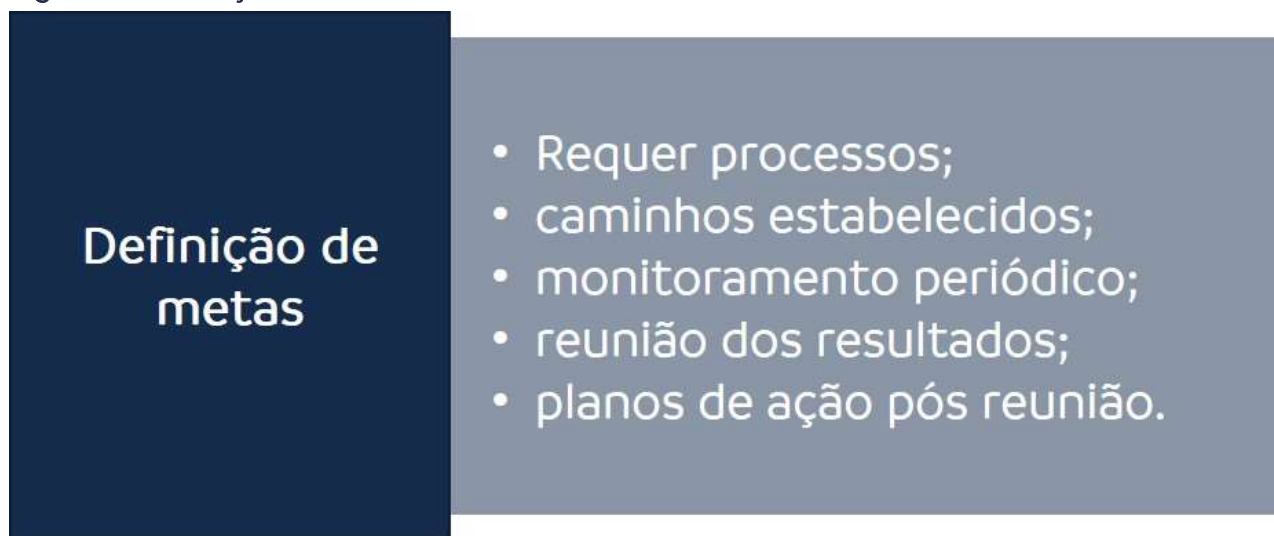 Definição de
metas
• Requer processos;
• caminhos estabelecidos;
• monitoramento periódico;
• reunião dos resultados;
• planos de ação pós reunião.